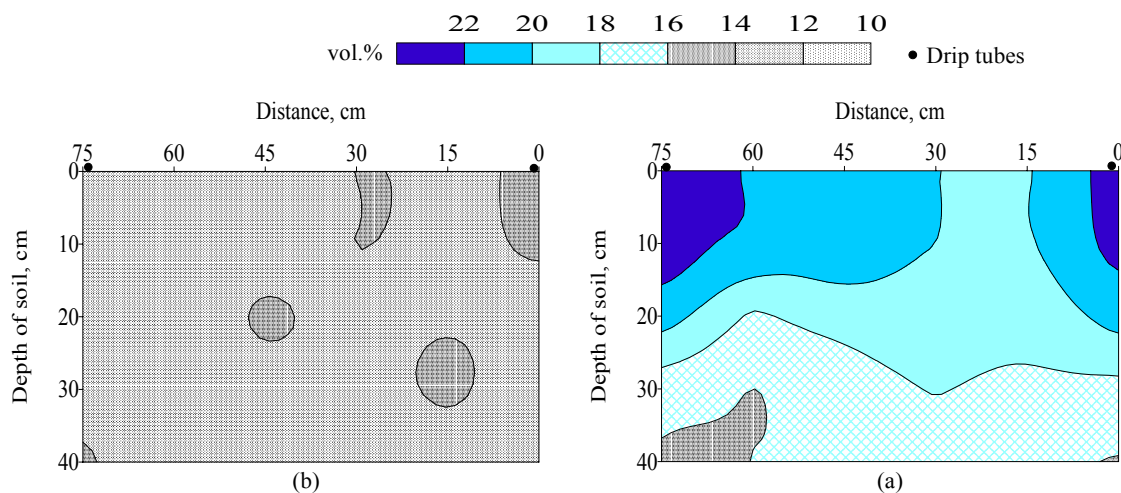 22 20 18 16 14 12 10
vol.% Drip tubes
Distance, cm
75 60 45 30 15 0
0
10
20
30
40
Depth of soil, cm
(b)
Distance, cm
75 60 45 30 15 0
0
10
20
30
40
Depth of soil, cm
(a)